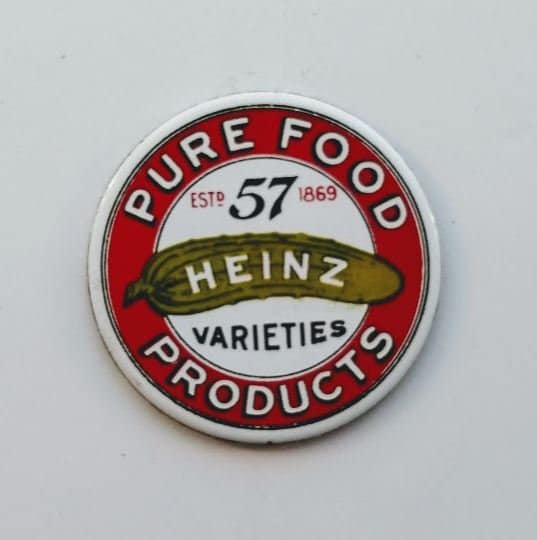 PURE FOOD
ESTD 57 1869
HEINZ
VARIETIES
PRODUCTS